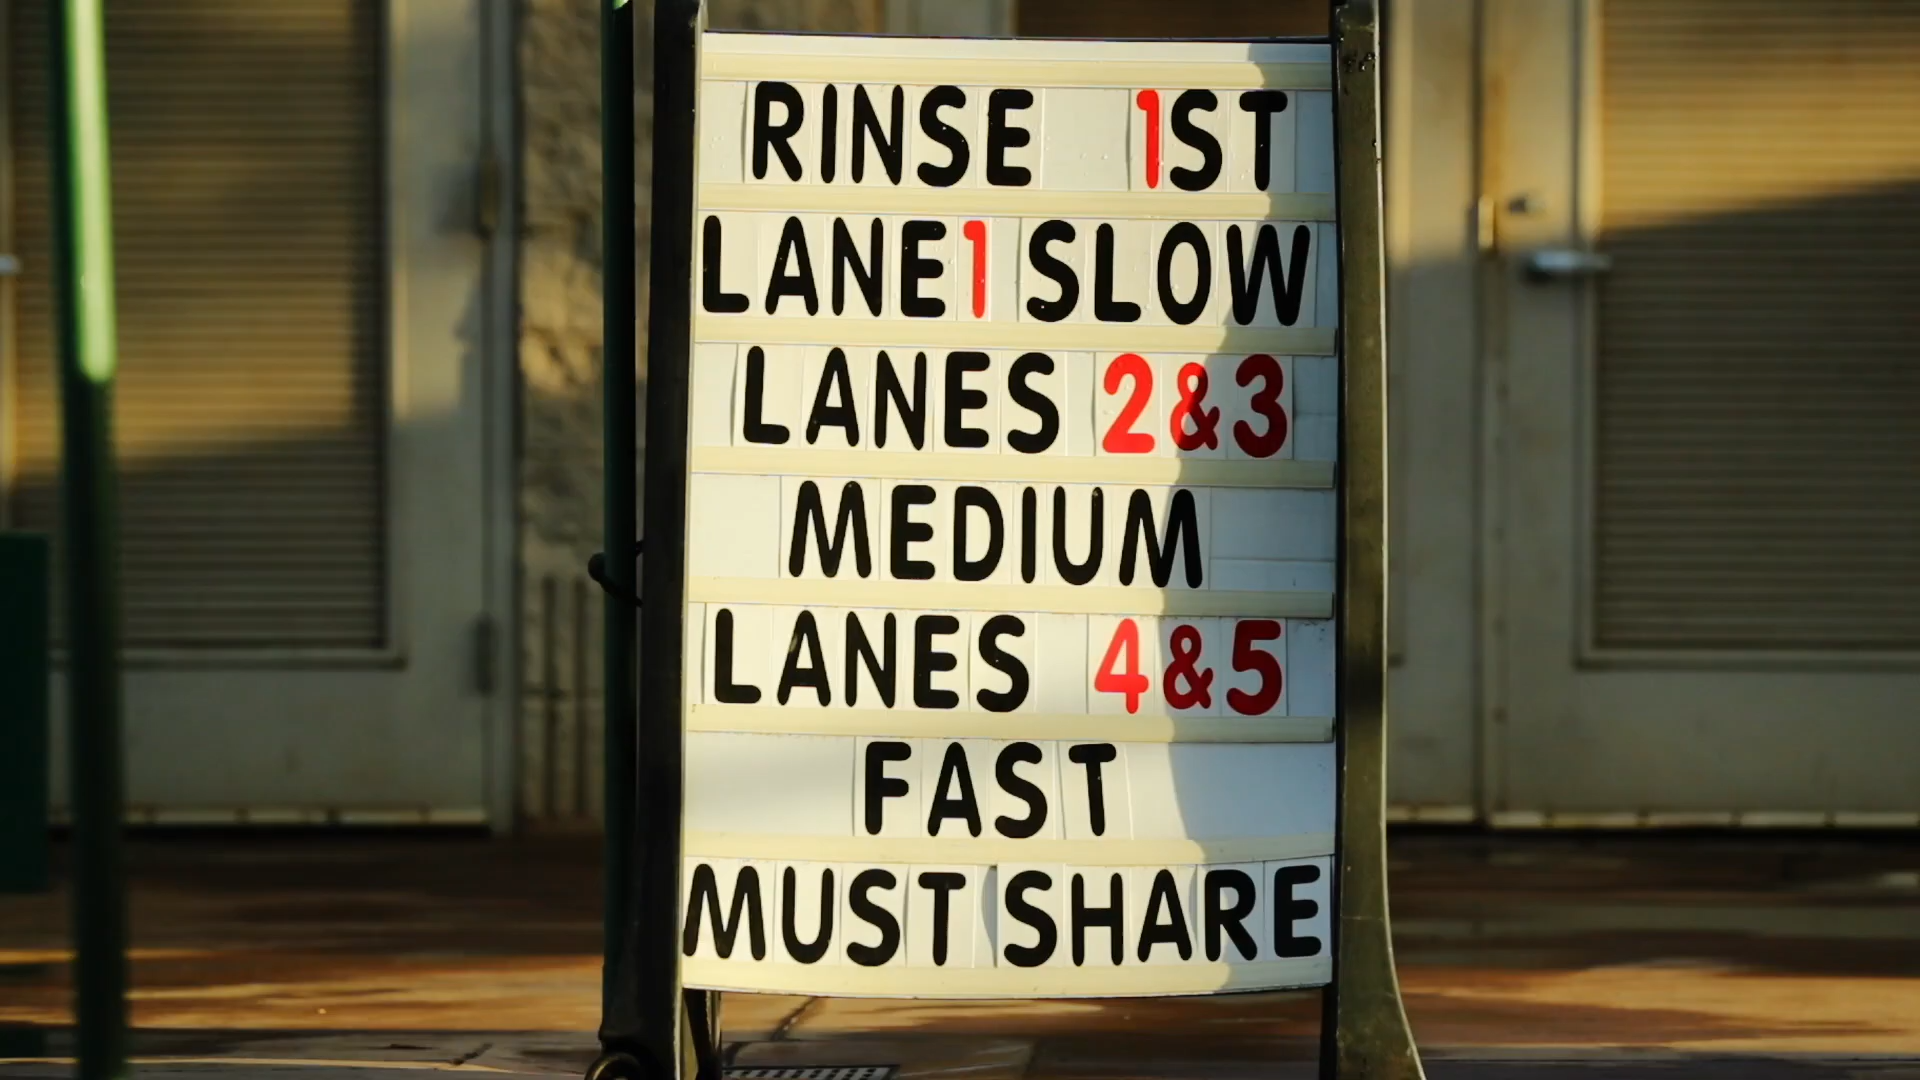 RINSE 1ST
LANE 1 SLOW
LANES 2&3
MEDIUM
LANES 4&5
FAST
MUST SHARE